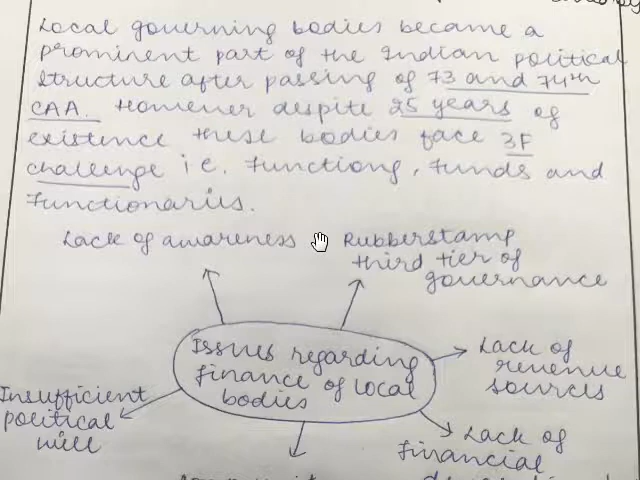 Local governing bodies became a
prominent part of the Indian political
structure after passing of 73 and 74th
CAA. However despite 25 years of
existence these bodies face 3F
challenge i.e. Functiong, Funds and
Functionaries.
Lack of awareness
Rubberstamp
third tier of
governance
Issues regarding
finance of local
bodies
Lack of
revenue
sources
Insufficient
political
will
Lack of
financial